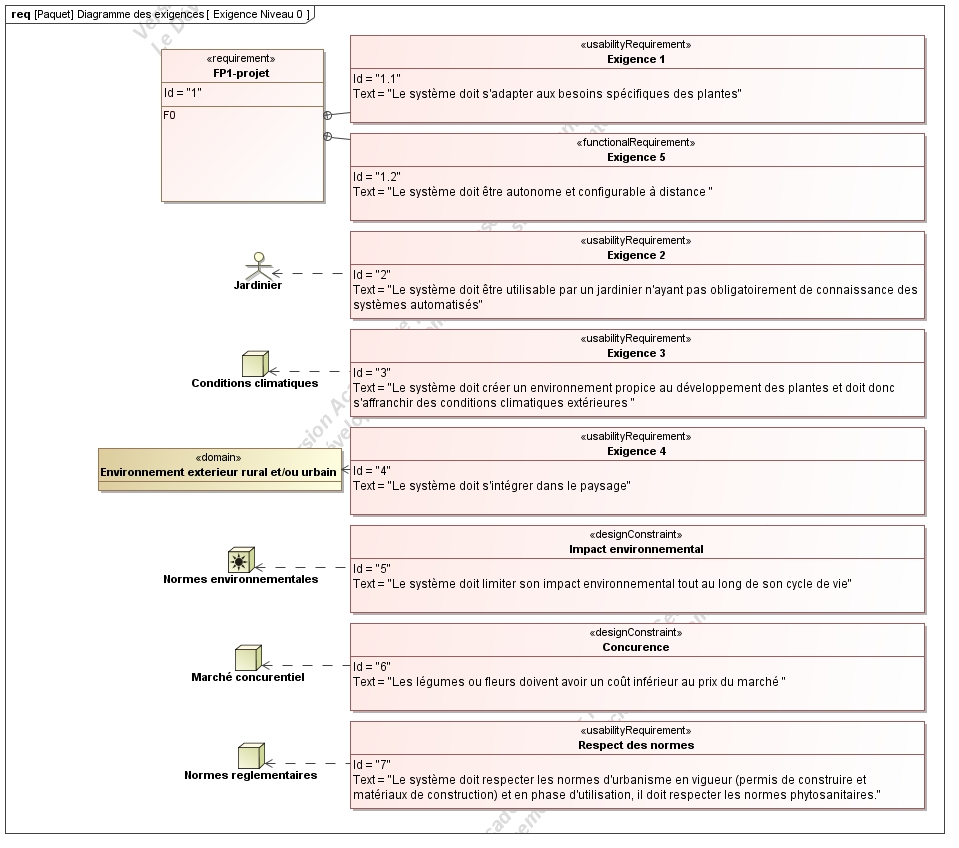 req [Paquet] Diagramme des exigences [ Exigence Niveau 0 ]
«requirement»
FP1-projet
Id = "1"
F0
«usabilityRequirement»
Exigence 1
Id = "1.1"
Text = "Le système doit s'adapter aux besoins spécifiques des plantes"
«functionalRequirement»
Exigence 5
Id = "1.2"
Text = "Le système doit être autonome et configurable à distance "
Jardinier
«usabilityRequirement»
Exigence 2
Id = "2"
Text = "Le système doit être utilisable par un jardinier n'ayant pas obligatoirement de connaissance des
systèmes automatisés"
Conditions climatiques
«usabilityRequirement»
Exigence 3
Id = "3"
Text = "Le système doit créer un environnement propice au développement des plantes et doit donc
s'affranchir des conditions climatiques extérieures "
«domain»
Environnement exterieur rural et/ou urbain
«usabilityRequirement»
Exigence 4
Id = "4"
Text = "Le système doit s'intégrer dans le paysage"
Normes environnementales
«designConstraint»
Impact environnemental
Id = "5"
Text = "Le système doit limiter son impact environnemental tout au long de son cycle de vie"
Marché concurentiel
«designConstraint»
Concurence
Id = "6"
Text = "Les légumes ou fleurs doivent avoir un coût inférieur au prix du marché "
Normes reglementaires
«usabilityRequirement»
Respect des normes
Id = "7"
Text = "Le système doit respecter les normes d'urbanisme en vigueur (permis de construire et
matériaux de construction) et en phase d'utilisation, il doit respecter les normes phytosanitaires."